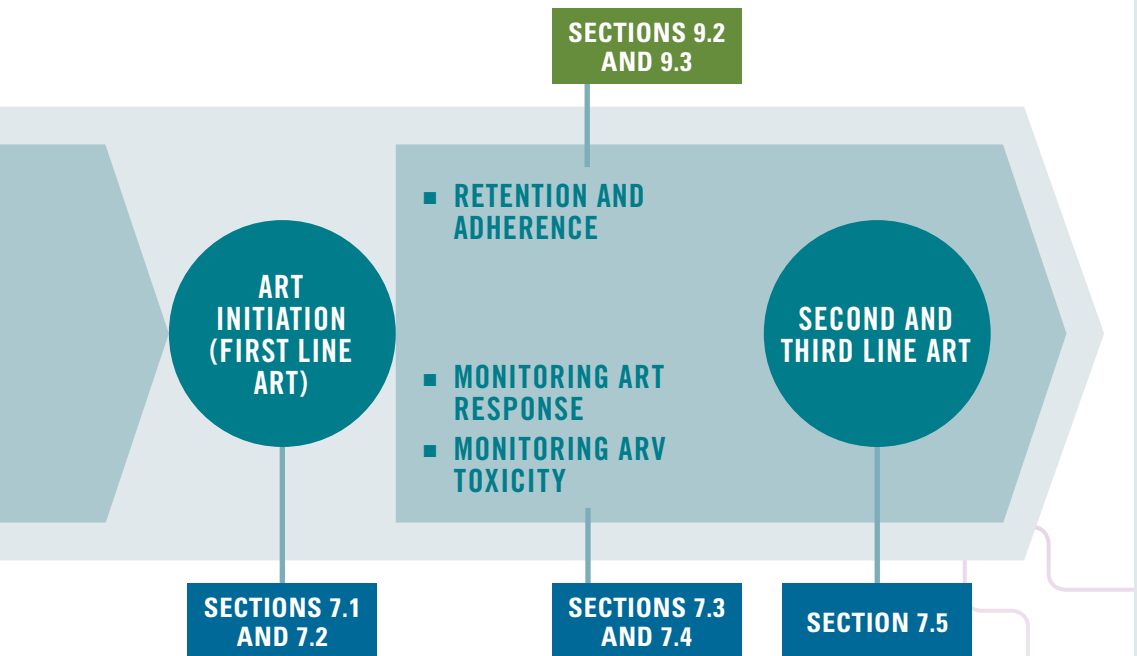 SECTIONS 9.2
AND 9.3
■ RETENTION AND
ADHERENCE
ART
INITIATION
(FIRST LINE
ART)
SECOND AND
THIRD LINE ART
■ MONITORING ART
RESPONSE
■ MONITORING ARV
TOXICITY
SECTIONS 7.1
AND 7.2
SECTIONS 7.3
AND 7.4
SECTION 7.5